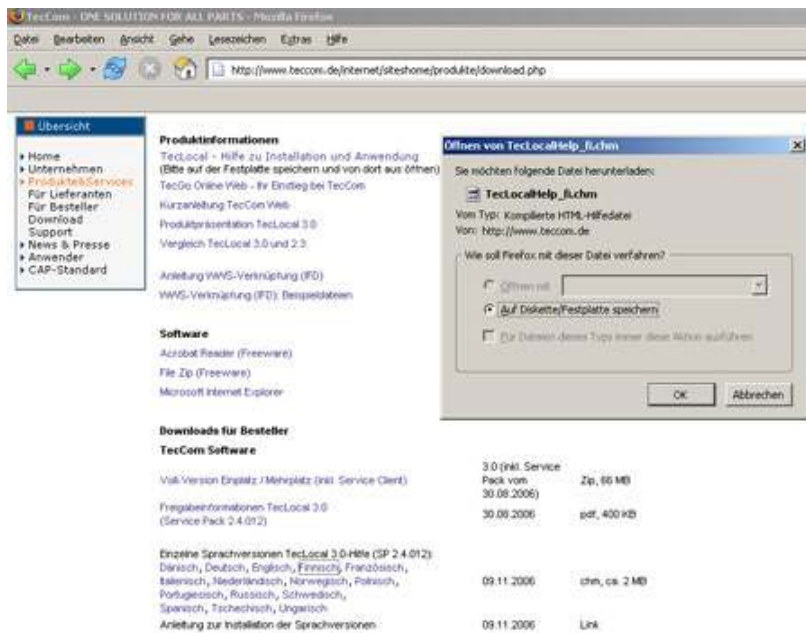 TecCom - ONE SOLUTION FOR ALL PARTS - Mozilla Firefox
Datei Bearbeiten Ansicht Gehe Lesezeichen Extras Hilfe
http://www.teccom.de/internet/siteshome/produkte/download.php
Übersicht
Home
Unternehmen
Produkte&Services
Für Lieferanten
Für Besteller
Download
Support
News & Presse
Anwender
CAP-Standard
Produktinformationen
TecLocal - Hilfe zu Installation und Anwendung
(Bitte auf der Festplatte speichern und von dort aus öffnen)
TecGo Online Web - Ihr Einstieg bei TecCom
Kurzanleitung TecCom Web
Produktpräsentation TecLocal 3.0
Vergleich TecLocal 3.0 und 2.3
Anleitung WWS-Verknüpfung (IFD)
WWS-Verknüpfung (IFD): Beispieldateien
Software
Acrobat Reader (Freeware)
File Zip (Freeware)
Microsoft Internet Explorer
Downloads für Besteller
TecCom Software
Voll-Version Einplatz / Mehrplatz (inkl. Service Client)
3.0 (inkl. Service
Pack vom
30.08.2006)
Zip, 66 MB
Freigabeinformationen TecLocal 3.0
(Service Pack 2.4.012)
30.08.2006
pdf, 400 KB
Einzelne Sprachversionen TecLocal 3.0-Hilfe (SP 2.4.012):
Dänisch, Deutsch, Englisch, Finnisch, Französisch,
Italienisch, Niederländisch, Norwegisch, Polnisch,
Portugiesisch, Russisch, Schwedisch,
Spanisch, Tschechisch, Ungarisch
09.11.2006
chm, ca. 2 MB
Anleitung zur Installation der Sprachversionen
09.11.2006
Link
Öffnen von TecLocalHelp_fi.chm
Sie möchten folgende Datei herunterladen:
TecLocalHelp_fi.chm
Vom Typ: Kompilierte HTML-Hilfedatei
Von: http://www.teccom.de
Wie soll Firefox mit dieser Datei verfahren?
Öffnen mit
Auf Diskette/Festplatte speichern
Für Dateien dieses Typs immer diese Aktion ausführen
OK
Abbrechen